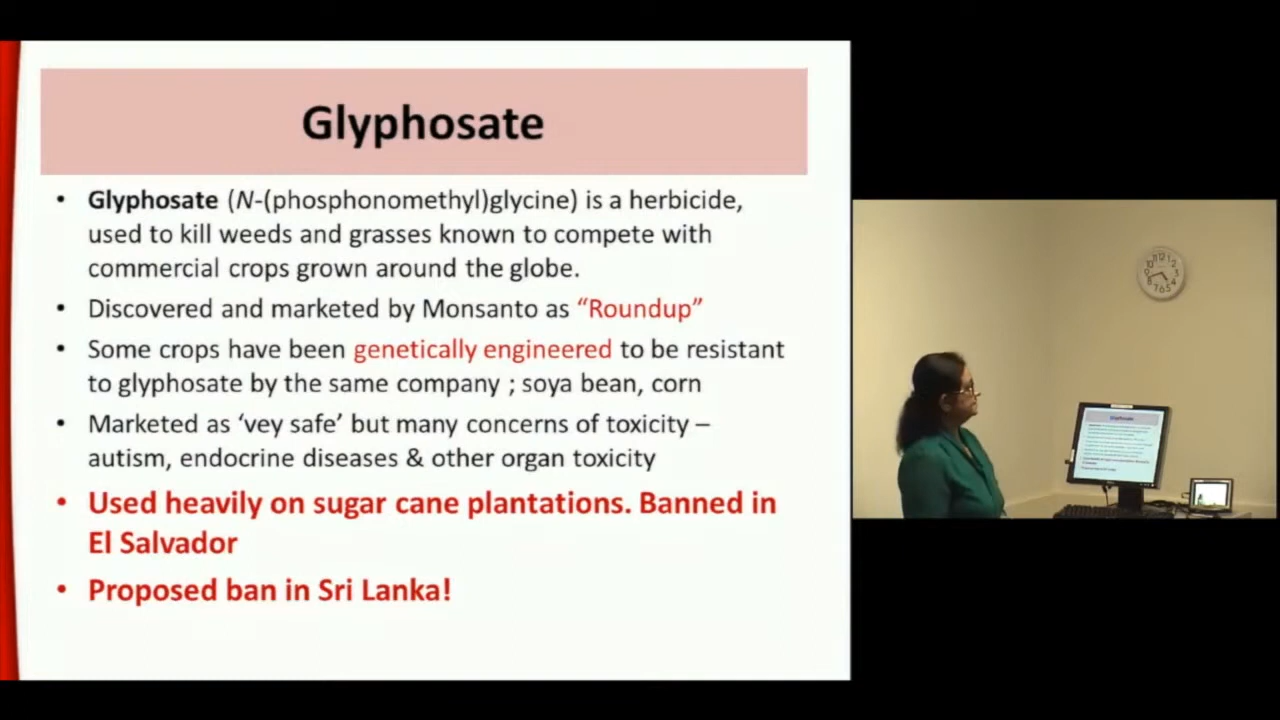 Glyphosate
• Glyphosate (N-(phosphonomethyl)glycine) is a herbicide,
used to kill weeds and grasses known to compete with
commercial crops grown around the globe.
• Discovered and marketed by Monsanto as “Roundup”
• Some crops have been genetically engineered to be resistant
to glyphosate by the same company ; soya bean, corn
• Marketed as ‘vey safe’ but many concerns of toxicity –
autism, endocrine diseases & other organ toxicity
• Used heavily on sugar cane plantations. Banned in
El Salvador
• Proposed ban in Sri Lanka!